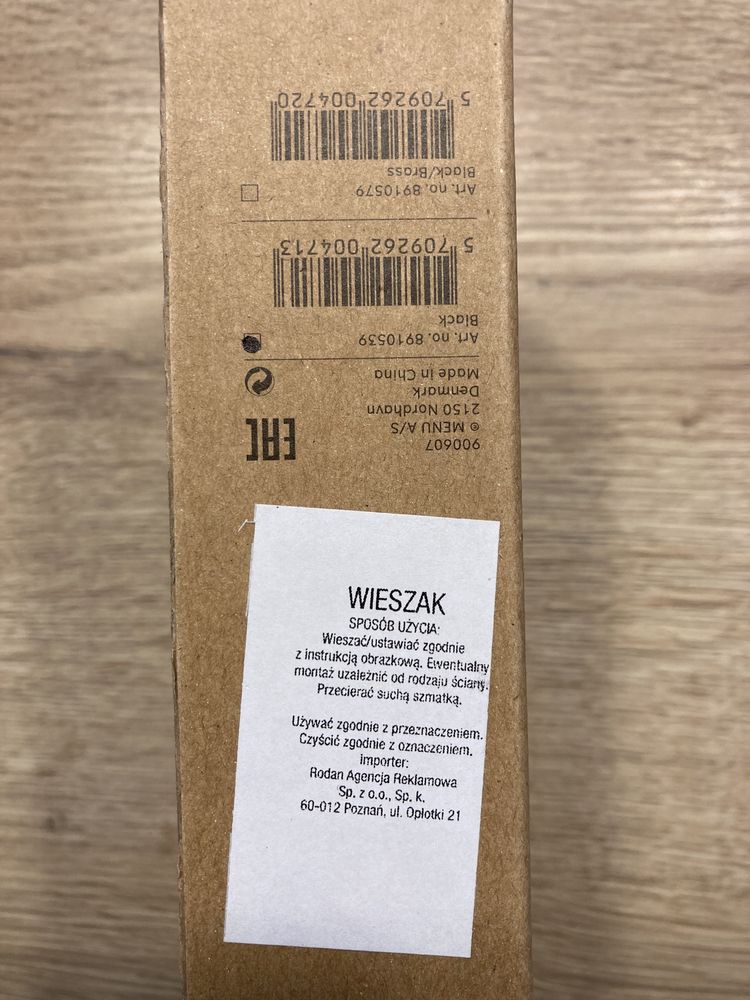 900607
© MENU A/S
2150 Nordhavn
Denmark
Made in China
EAC
Art. no. 8910539
Black
5 709262 004713
Art. no. 8910579
Black/Brass
5 709262 004720
WIESZAK
SPOSÓB UŻYCIA:
Wieszać/ustawiać zgodnie
z instrukcją obrazkową. Ewentualny
montaż uzależnić od rodzaju ściany.
Przecierać suchą szmatką.
Używać zgodnie z przeznaczeniem.
Czyścić zgodnie z oznaczeniem.
importer:
Rodan Agencja Reklamowa
Sp. z o.o., Sp. k.
60-012 Poznań, ul. Opłotki 21